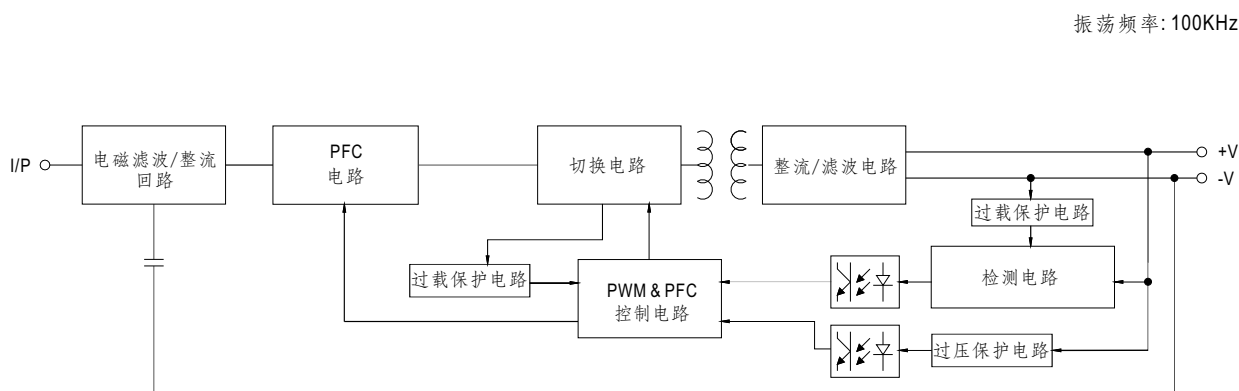 振荡频率: 100KHz
I/P
电磁滤波/整流
回路
PFC
电路
切换电路
整流/滤波电路
+V
-V
过载保护电路
过载保护电路
PWM & PFC
控制电路
检测电路
过压保护电路